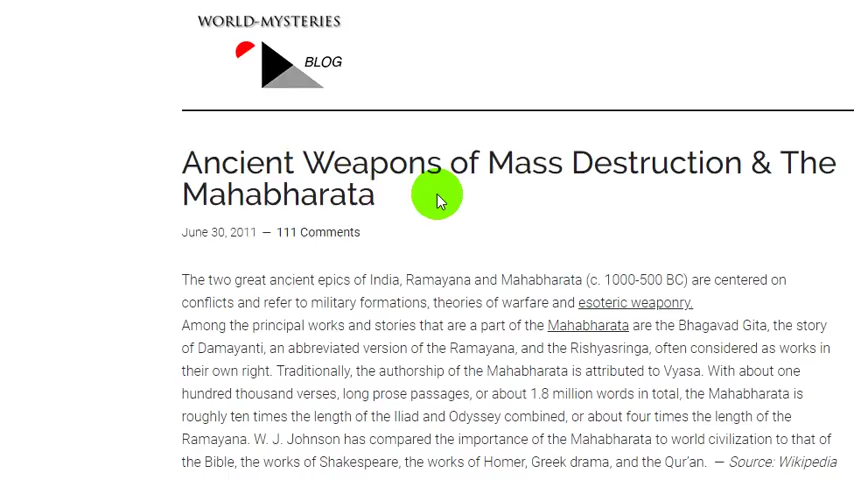 WORLD-MYSTERIES
BLOG
Ancient Weapons of Mass Destruction & The
Mahabharata
June 30, 2011 — 111 Comments
The two great ancient epics of India, Ramayana and Mahabharata (c. 1000-500 BC) are centered on
conflicts and refer to military formations, theories of warfare and esoteric weaponry.
Among the principal works and stories that are a part of the Mahabharata are the Bhagavad Gita, the story
of Damayanti, an abbreviated version of the Ramayana, and the Rishyasringa, often considered as works in
their own right. Traditionally, the authorship of the Mahabharata is attributed to Vyasa. With about one
hundred thousand verses, long prose passages, or about 1.8 million words in total, the Mahabharata is
roughly ten times the length of the Iliad and Odyssey combined, or about four times the length of the
Ramayana. W. J. Johnson has compared the importance of the Mahabharata to world civilization to that of
the Bible, the works of Shakespeare, the works of Homer, Greek drama, and the Qur’an. — Source: Wikipedia